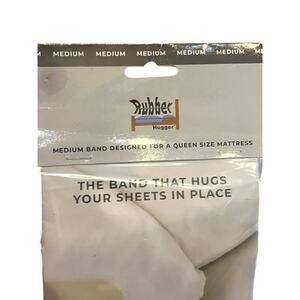 MEDIUM MEDIUM MEDIUM MEDIUM MEDIUM MEDIUM
Rubber
Hugger
MEDIUM BAND DESIGNED FOR A QUEEN SIZE MATTRESS
THE BAND THAT HUGS
YOUR SHEETS IN PLACE